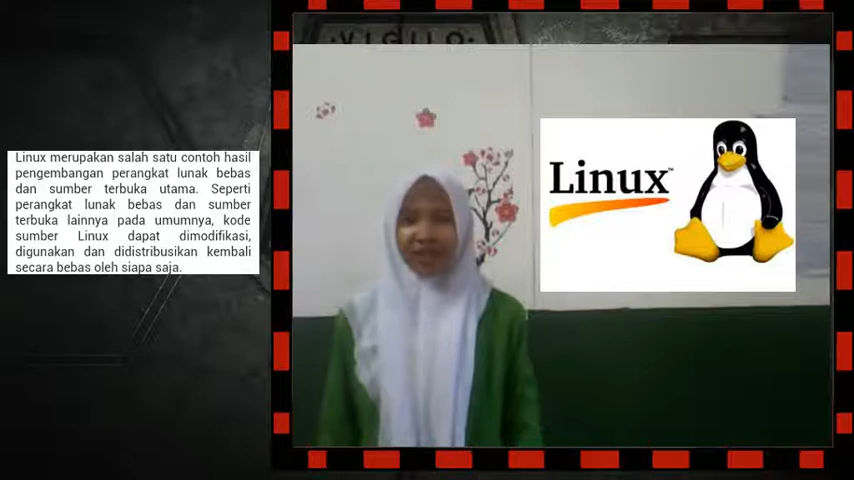 VIGILO
Linux merupakan salah satu contoh hasil
pengembangan perangkat lunak bebas
dan sumber terbuka utama. Seperti
perangkat lunak bebas dan sumber
terbuka lainnya pada umumnya, kode
sumber Linux dapat dimodifikasi,
digunakan dan didistribusikan kembali
secara bebas oleh siapa saja.
Linux™